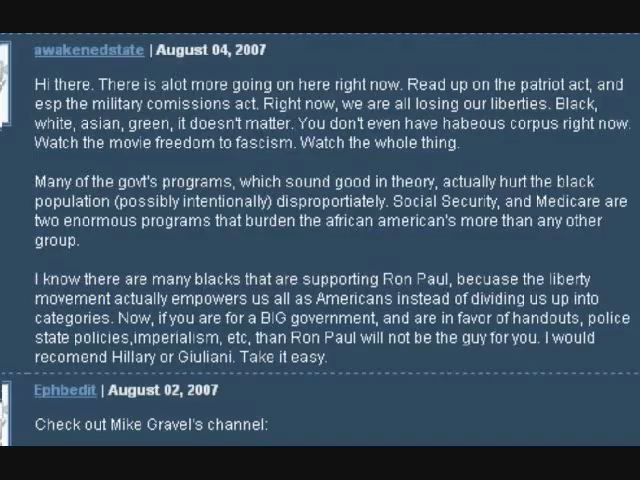 awakenedstate | August 04, 2007
Hi there. There is alot more going on here right now. Read up on the patriot act, and
esp the military comissions act. Right now, we are all losing our liberties. Black,
white, asian, green, it doesn't matter. You don't even have habeous corpus right now.
Watch the movie freedom to fascism. Watch the whole thing.
Many of the govt's programs, which sound good in theory, actually hurt the black
population (possibly intentionally) disproportiately. Social Security, and Medicare are
two enormous programs that burden the african american's more than any other
group.
I know there are many blacks that are supporting Ron Paul, becuase the liberty
movement actually empowers us all as Americans instead of dividing us up into
categories. Now, if you are for a BIG government, and are in favor of handouts, police
state policies,imperialism, etc, than Ron Paul will not be the guy for you. I would
recomend Hillary or Giuliani. Take it easy.
Ephbedit | August 02, 2007
Check out Mike Gravel's channel: